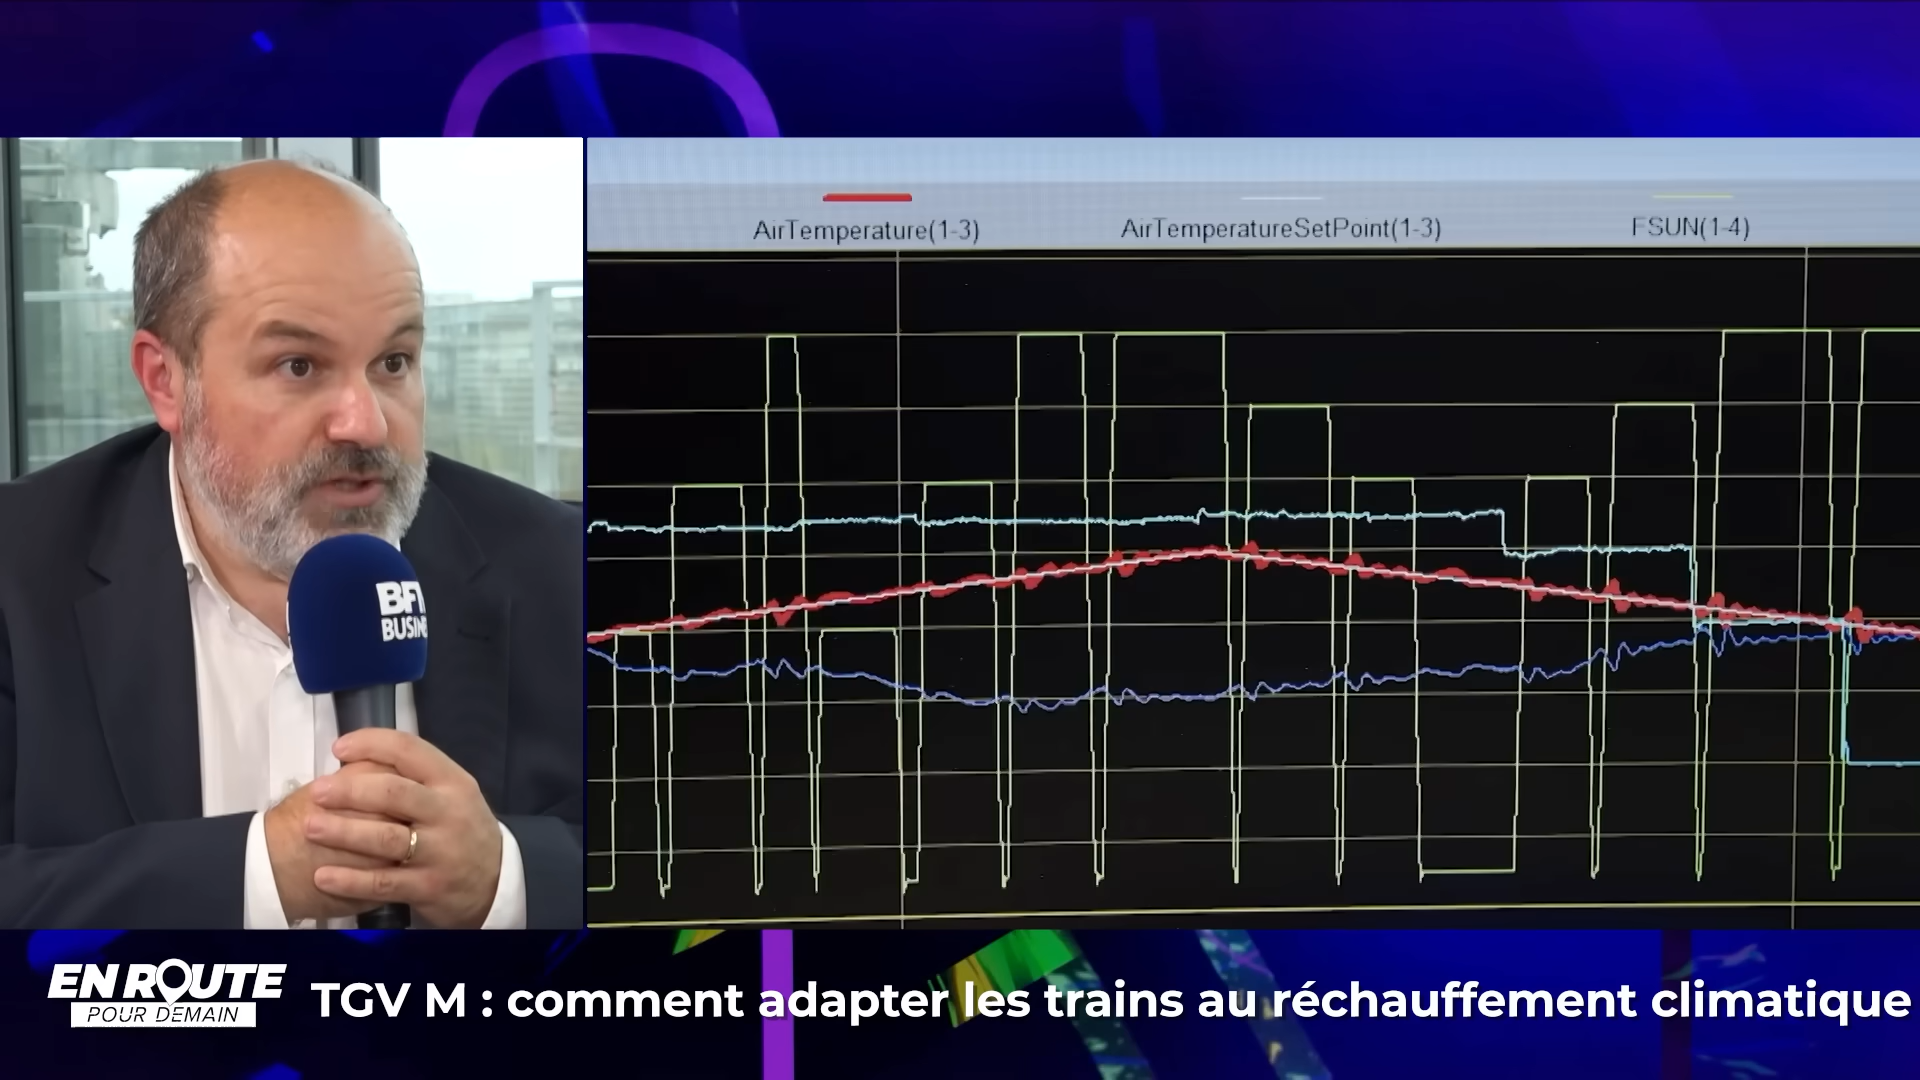 AirTemperature(1-3)
AirTemperatureSetPoint(1-3)
FSUN(1-4)
BFM
BUSINE
EN ROUTE
POUR DEMAIN
TGV M : comment adapter les trains au réchauffement climatique